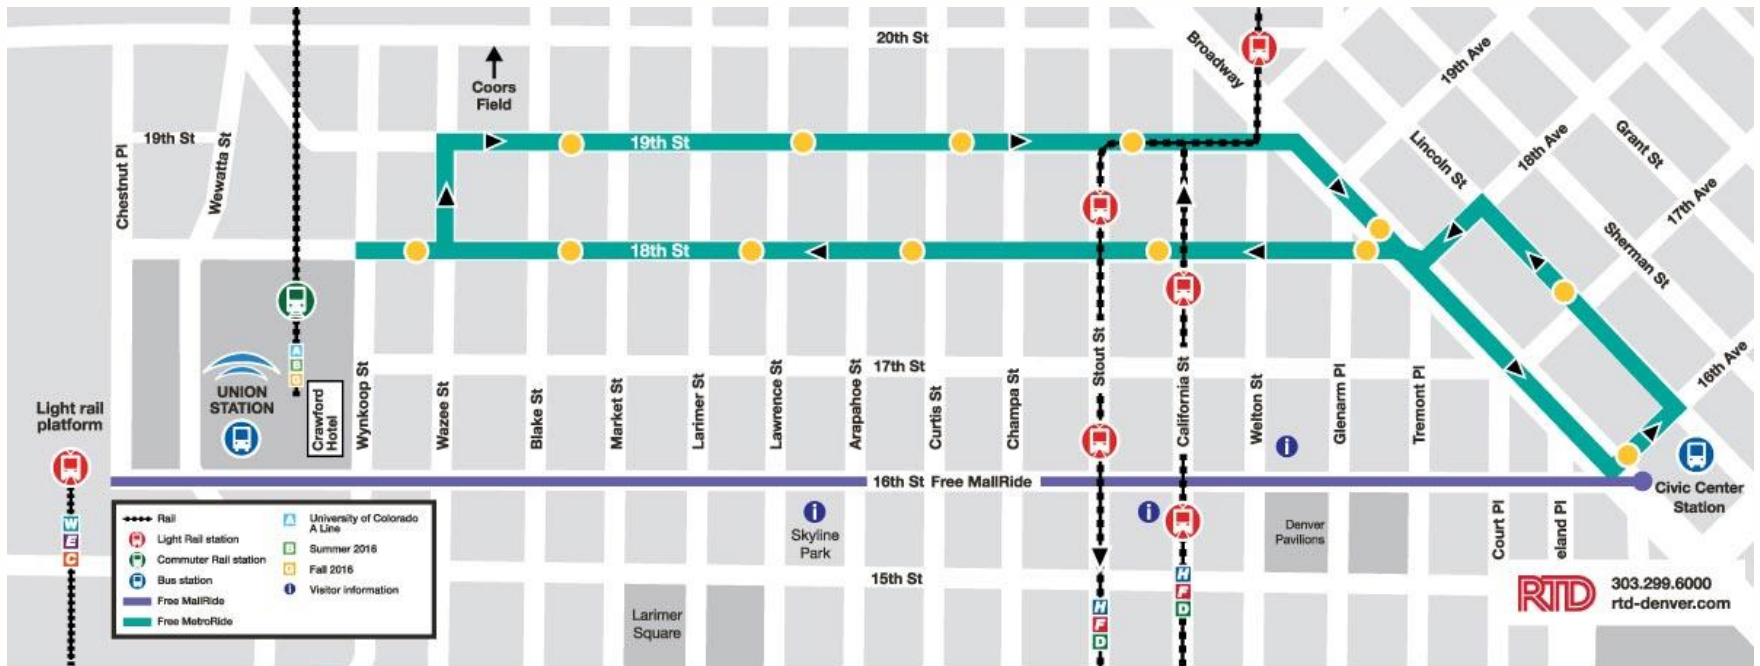 20th St
Broadway
19th Ave
Coors
Field
19th St
Wewatta St
Chestnut Pl
19th St
Lincoln St
18th Ave
Grant St
17th Ave
Sherman St
18th St
16th Ave
A
B
G
UNION
STATION
Crawford
Hotel
Light rail
platform
Wynkoop St
Wazee St
Blake St
Market St
Larimer St
Lawrence St
Arapahoe St
17th St
Curtis St
Champa St
Stout St
California St
Welton St
Glenarm Pl
Tremont Pl
i
16th St Free MallRide
Civic Center
Station
W
E
C
Rail
Light Rail station
Commuter Rail station
Bus station
Free MallRide
Free MetroRide
A University of Colorado
A Line
B Summer 2016
G Fall 2016
i Visitor information
i
Skyline
Park
i
Denver
Pavilions
Court Pl
eland Pl
15th St
H
F
D
H
F
D
Larimer
Square
RTD
303.299.6000
rtd-denver.com